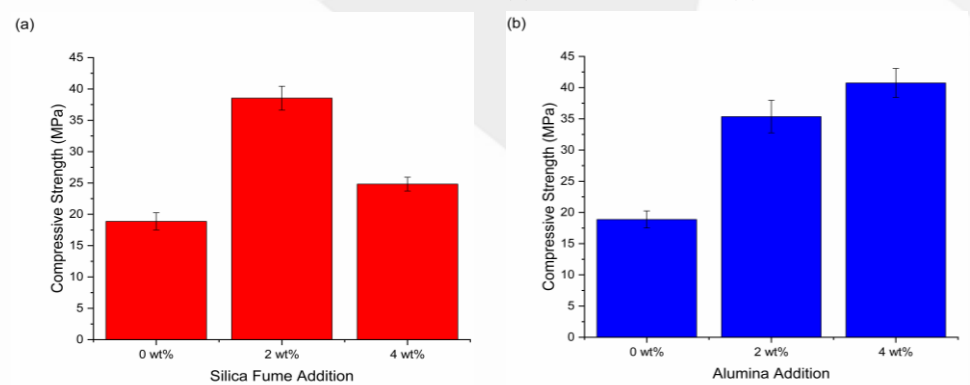 (a)
45
40
35
30
25
20
15
10
5
0
Compressive Strength (MPa)
0 wt%
2 wt%
4 wt%
Silica Fume Addition
(b)
45
40
35
30
25
20
15
10
5
0
Compressive Strength (MPa)
0 wt%
2 wt%
4 wt%
Alumina Addition